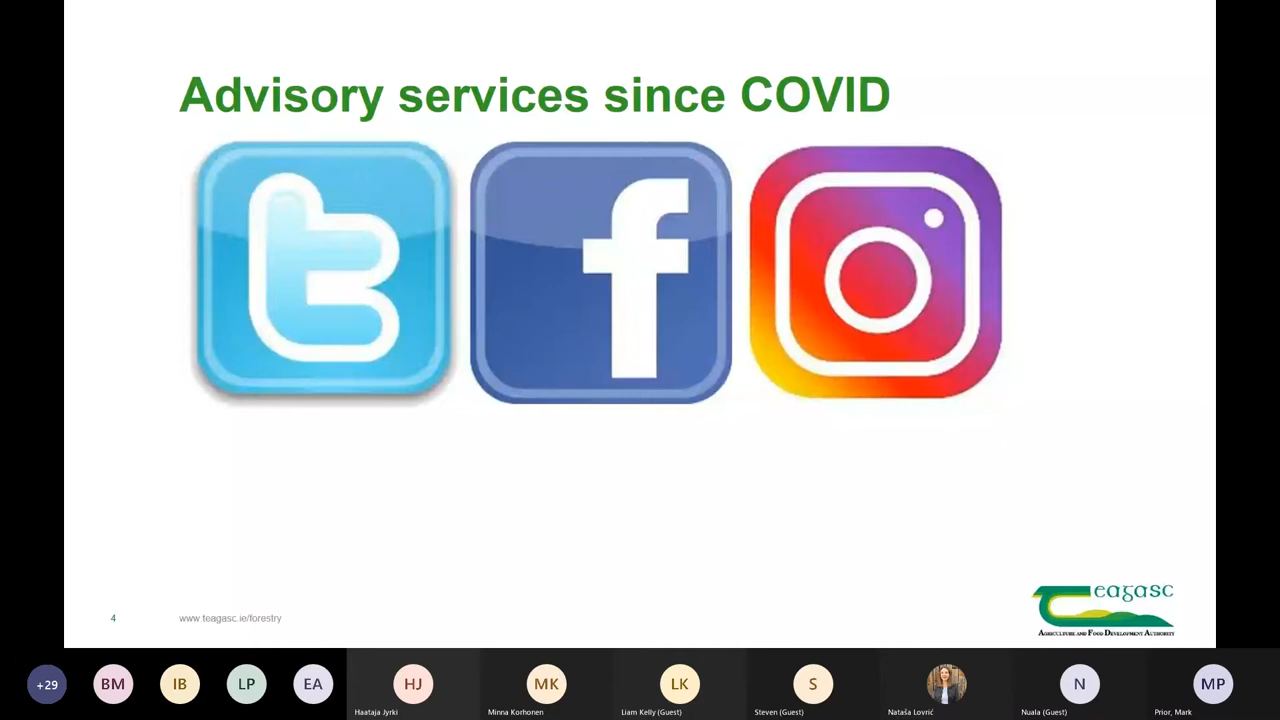 Advisory services since COVID
t
f
4
www.teagasc.ie/forestry
Teagasc
AGRICULTURE AND FOOD DEVELOPMENT AUTHORITY
+29
BM
IB
LP
EA
HJ
MK
LK
S
N
MP
Haataja Jyrki
Minna Korhonen
Liam Kelly (Guest)
Steven (Guest)
Nataša Lovrić
Nuala (Guest)
Prior, Mark